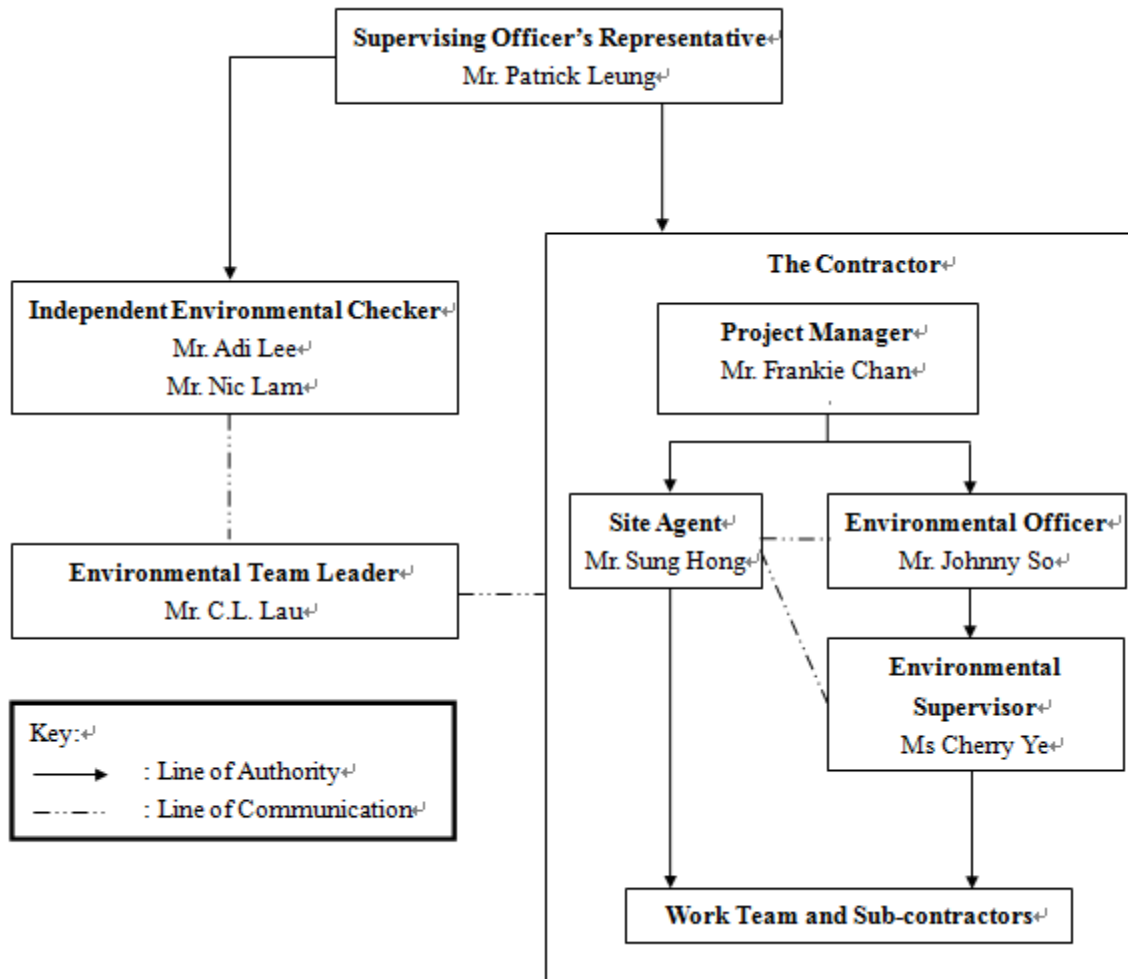 Supervising Officer's Representative↵
Mr. Patrick Leung↵
The Contractor↵
Independent Environmental Checker↵
Mr. Adi Lee↵
Mr. Nic Lam↵
Project Manager↵
Mr. Frankie Chan↵
Site Agent↵
Mr. Sung Hong↵
Environmental Officer↵
Mr. Johnny So↵
Environmental Team Leader↵
Mr. C.L. Lau↵
Environmental
Supervisor↵
Ms Cherry Ye↵
Key:↵
: Line of Authority↵
: Line of Communication↵
Work Team and Sub-contractors↵